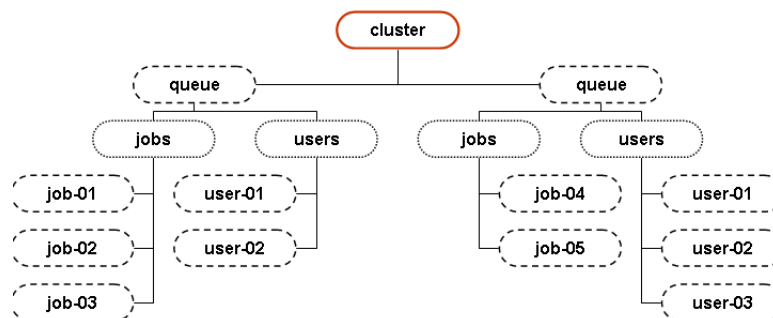 cluster
queue
queue
jobs
users
jobs
users
job-01
user-01
job-04
user-01
job-02
user-02
job-05
user-02
job-03
user-03